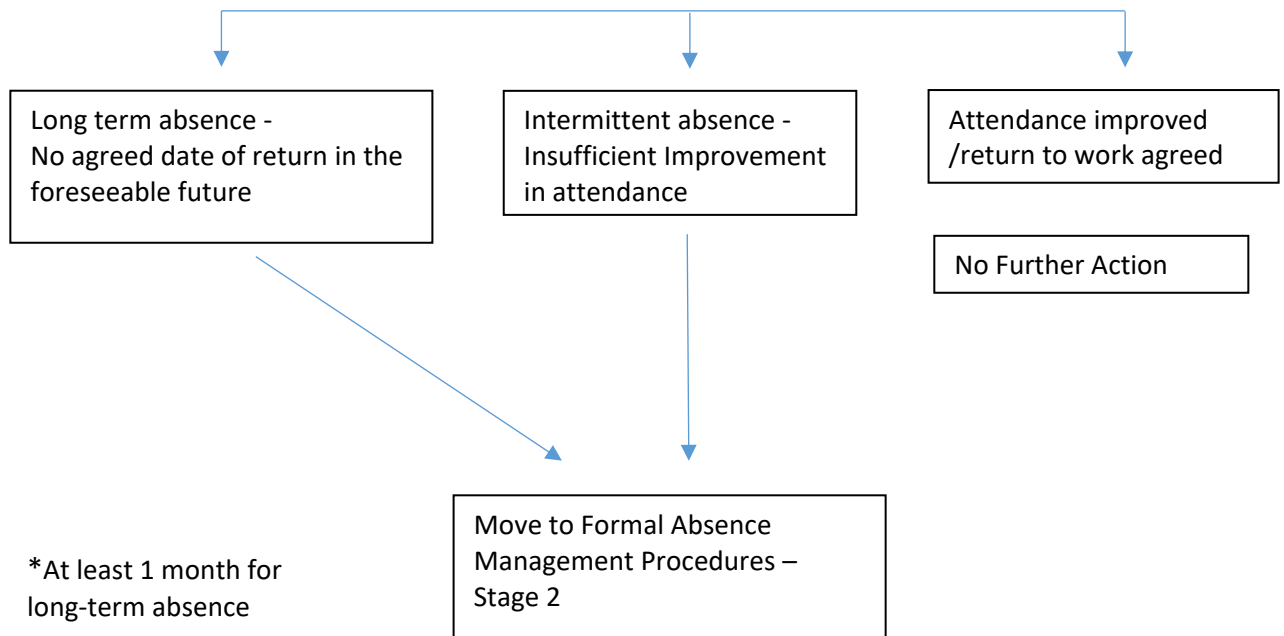 Long term absence -
No agreed date of return in the
foreseeable future
Intermittent absence -
Insufficient Improvement
in attendance
Attendance improved
/return to work agreed
No Further Action
Move to Formal Absence
Management Procedures –
Stage 2
*At least 1 month for
long-term absence